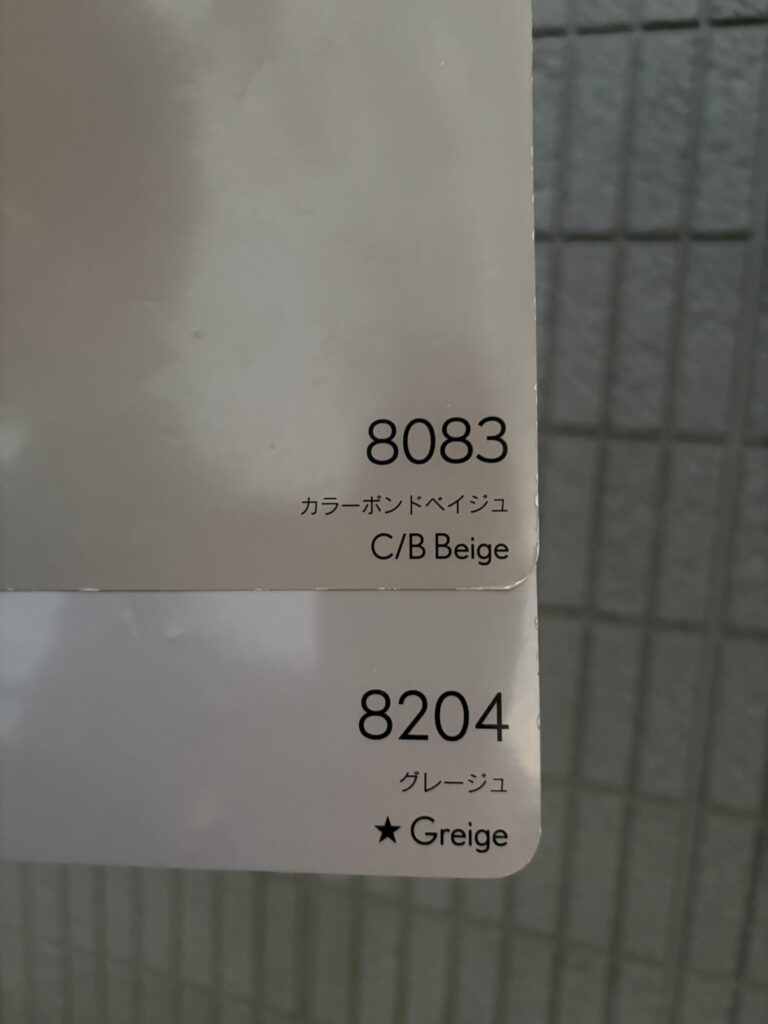 8083
カラーボンドベイジュ
C/B Beige
8204
グレージュ
★ Greige